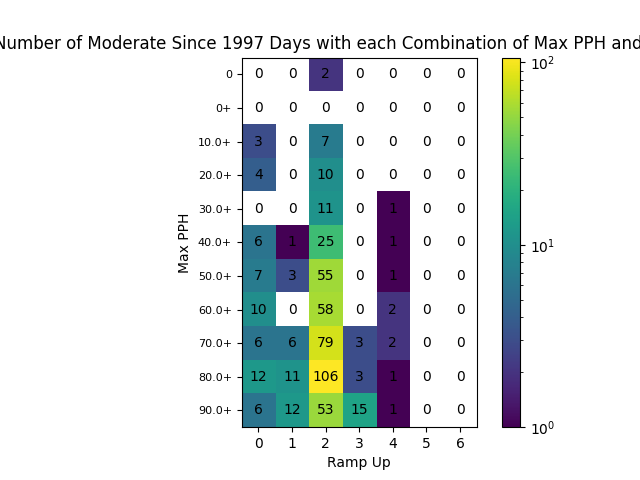 Number of Moderate Since 1997 Days with each Combination of Max PPH and
0 0 0 2 0 0 0 0
0+ 0 0 0 0 0 0 0
10.0+ 3 0 7 0 0 0 0
20.0+ 4 0 10 0 0 0 0
30.0+ 0 0 11 0 1 0 0
40.0+ 6 1 25 0 1 0 0
50.0+ 7 3 55 0 1 0 0
60.0+ 10 0 58 0 2 0 0
70.0+ 6 6 79 3 2 0 0
80.0+ 12 11 106 3 1 0 0
90.0+ 6 12 53 15 1 0 0
0 1 2 3 4 5 6
Ramp Up
Max PPH
10^2
10^1
10^0